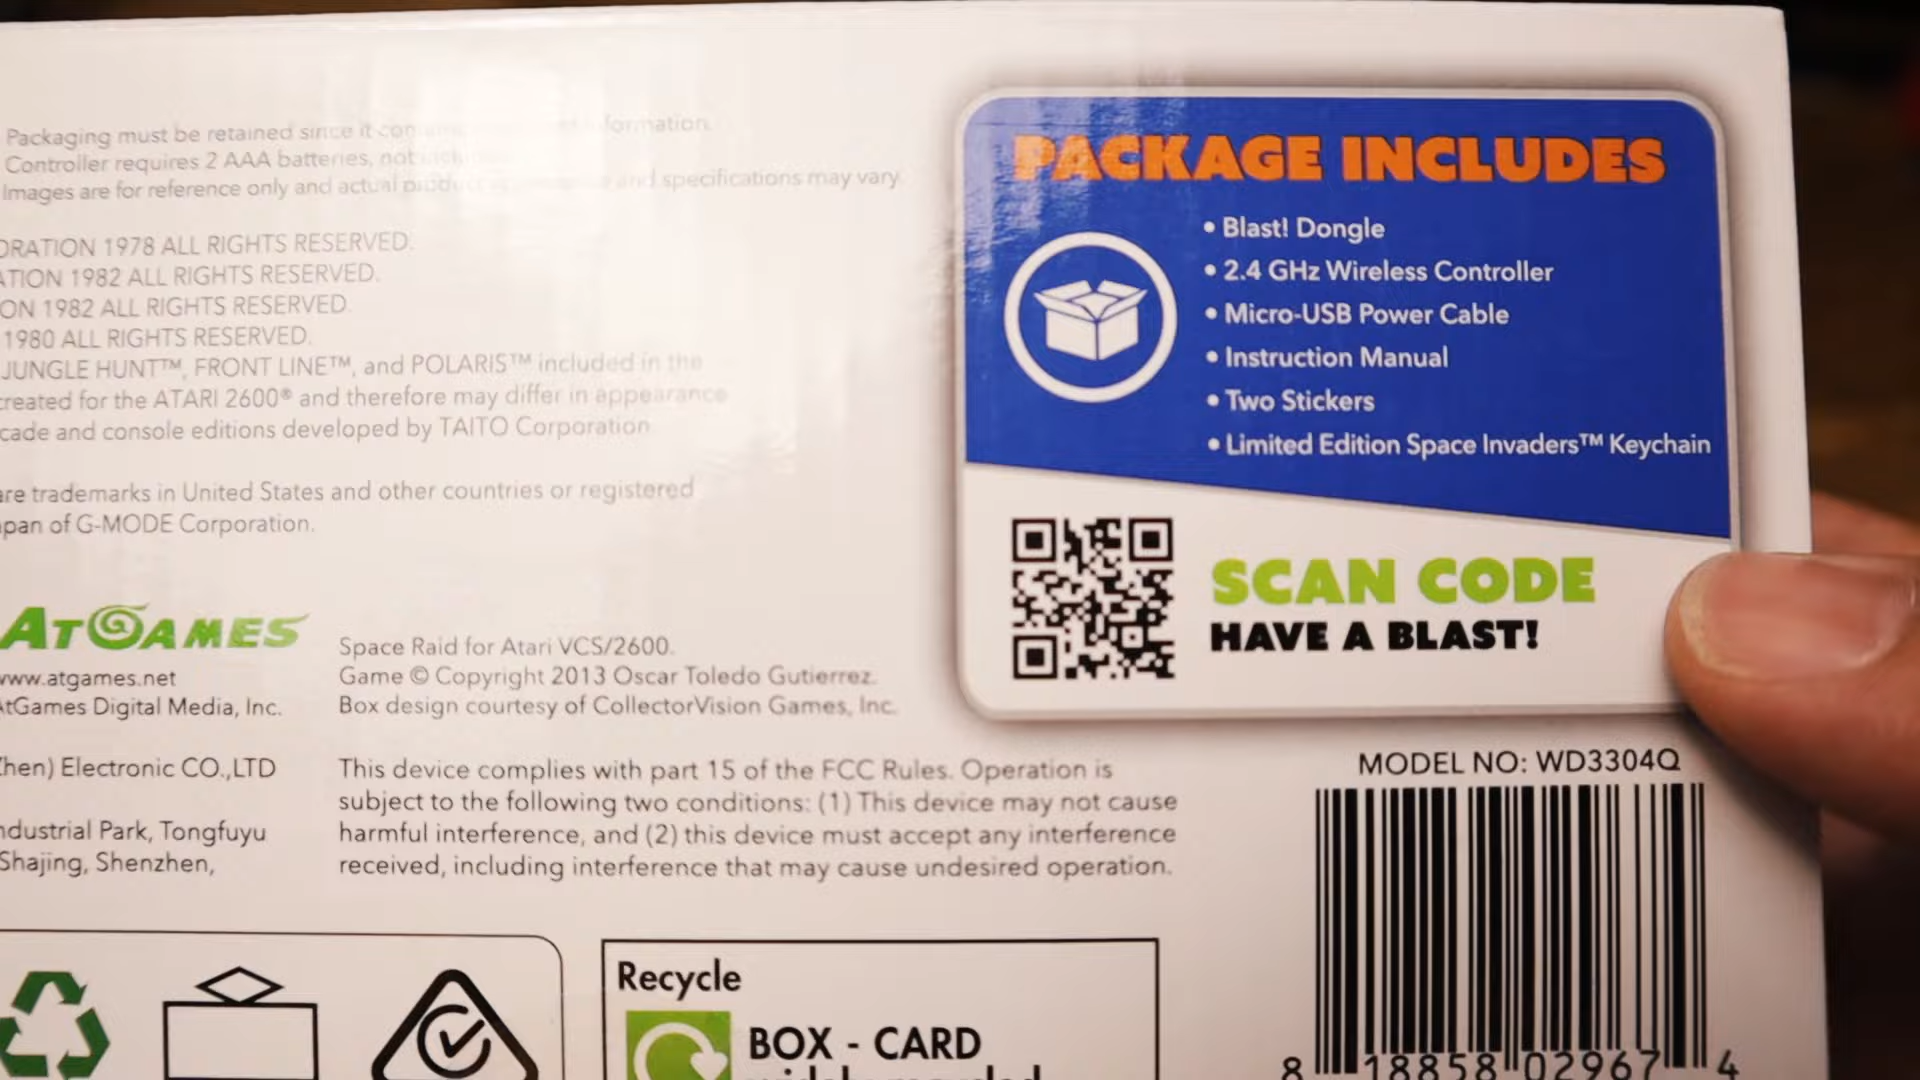 Packaging must be retained since it formation.
Controller requires 2 AAA batteries, not
Images are for reference only and actual and specifications may vary.
ORATION 1978 ALL RIGHTS RESERVED.
ATION 1982 ALL RIGHTS RESERVED.
ON 1982 ALL RIGHTS RESERVED.
1980 ALL RIGHTS RESERVED.
JUNGLE HUNT™, FRONT LINE™, and POLARIS™ included in the
created for the ATARI 2600® and therefore may differ in appearance
cade and console editions developed by TAITO Corporation.
are trademarks in United States and other countries or registered
apan of G-MODE Corporation.
PACKAGE INCLUDES
• Blast! Dongle
• 2.4 GHz Wireless Controller
• Micro-USB Power Cable
• Instruction Manual
• Two Stickers
• Limited Edition Space Invaders™ Keychain
SCAN CODE
HAVE A BLAST!
ATGAMES
www.atgames.net
AtGames Digital Media, Inc.
zhen) Electronic CO.,LTD
ndustrial Park, Tongfuyu
Shajing, Shenzhen,
Space Raid for Atari VCS/2600.
Game © Copyright 2013 Oscar Toledo Gutierrez.
Box design courtesy of CollectorVision Games, Inc.
This device complies with part 15 of the FCC Rules. Operation is
subject to the following two conditions: (1) This device may not cause
harmful interference, and (2) this device must accept any interference
received, including interference that may cause undesired operation.
MODEL NO: WD3304Q
8 18858 02967 4
Recycle
BOX - CARD
widely recycled